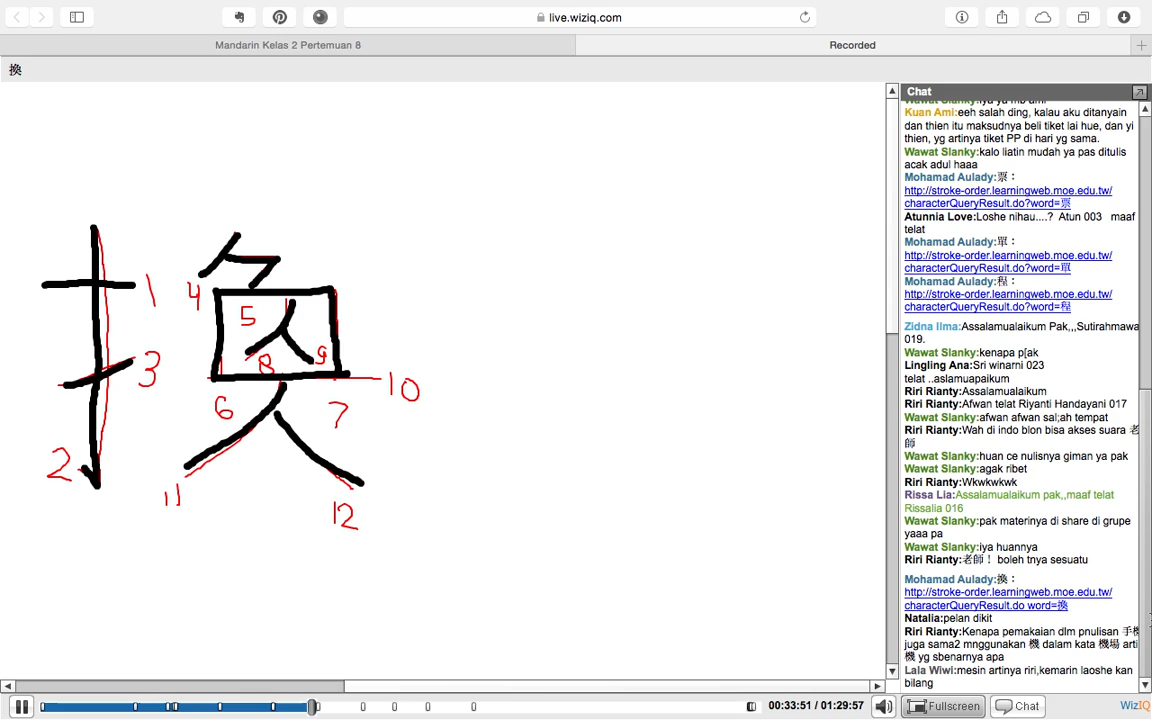 live.wiziq.com
Mandarin Kelas 2 Pertemuan 8
Recorded
換
換
1
2
3
4
5
6
7
8
9
10
11
12
Chat
Wawat Slanky:iya ya mb ami
Kuan Ami:eeh salah ding, kalau aku ditanyain
dan thien itu maksudnya beli tiket lai hue, dan yi
thien, yg artinya tiket PP di hari yg sama.
Wawat Slanky:kalo liatin mudah ya pas ditulis
acak adul haaa
Mohamad Aulady:票：
http://stroke-order.learningweb.moe.edu.tw/
characterQueryResult.do?word=票
Atunnia Love:Loshe nihau....? Atun 003 maaf
telat
Mohamad Aulady:單：
http://stroke-order.learningweb.moe.edu.tw/
characterQueryResult.do?word=單
Mohamad Aulady:程：
http://stroke-order.learningweb.moe.edu.tw/
characterQueryResult.do?word=程
Zidna Ilma:Assalamualaikum Pak,,,Sutirahmawa
019.
Wawat Slanky:kenapa p[ak
Lingling Ana:Sri winarni 023
telat ..aslamuapaikum
Riri Rianty:Assalamualaikum
Riri Rianty:Afwan telat Riyanti Handayani 017
Wawat Slanky:afwan afwan sal;ah tempat
Riri Rianty:Wah di indo blon bisa akses suara 老
師
Wawat Slanky:huan ce nulisnya giman ya pak
Wawat Slanky:agak ribet
Riri Rianty:Wkwkwkwk
Rissa Lia:Assalamualaikum pak,,maaf telat
Rissalia 016
Wawat Slanky:pak materinya di share di grupe
yaaa pa
Wawat Slanky:iya huannya
Riri Rianty:老師！ boleh tnya sesuatu
Mohamad Aulady:換：
http://stroke-order.learningweb.moe.edu.tw/
characterQueryResult.do word=換
Natalia:pelan dikit
Riri Rianty:Kenapa pemakaian dlm pnulisan 手機
juga sama2 mnggunakan 機 dalam kata 機場 arti
機 yg sbenarnya apa
Lala Wiwi:mesin artinya riri,kemarin laoshe kan
bilang
00:33:51 / 01:29:57
Fullscreen
Chat
WizIQ